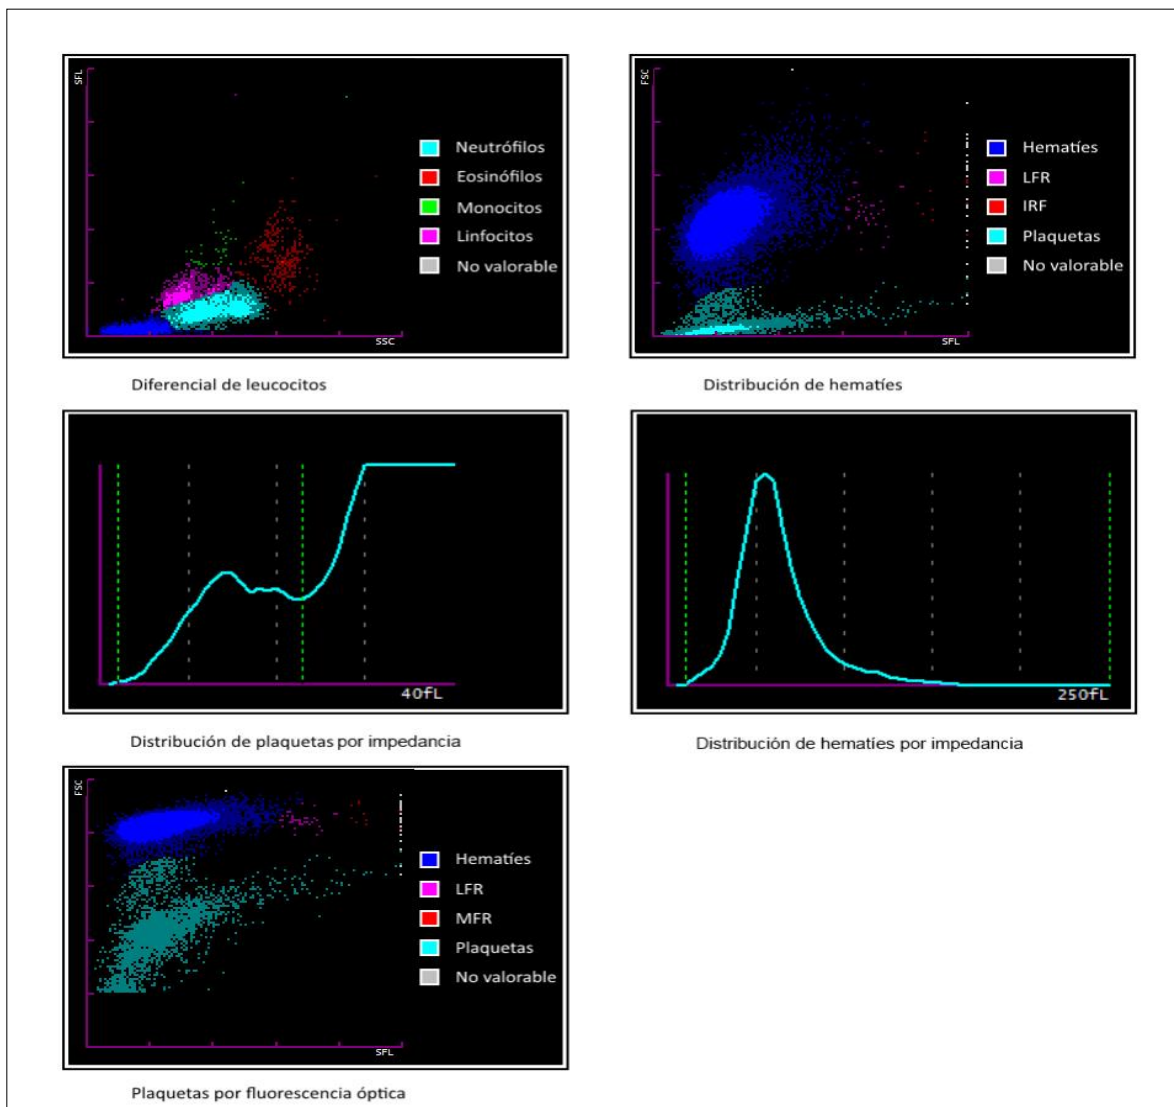 SFL
Neutrófilos
Eosinófilos
Monocitos
Linfocitos
No valorable
SSC
Diferencial de leucocitos
FSC
Hematíes
LFR
IRF
Plaquetas
No valorable
SFL
Distribución de hematíes
40fL
Distribución de plaquetas por impedancia
250fL
Distribución de hematíes por impedancia
FSC
Hematíes
LFR
MFR
Plaquetas
No valorable
SFL
Plaquetas por fluorescencia óptica